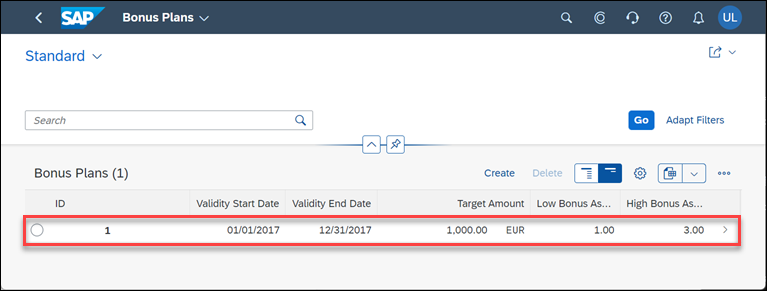 SAP Bonus Plans UL
Standard
Search Go Adapt Filters
Bonus Plans (1) Create Delete
ID Validity Start Date Validity End Date Target Amount Low Bonus As... High Bonus As...
1 01/01/2017 12/31/2017 1,000.00 EUR 1.00 3.00